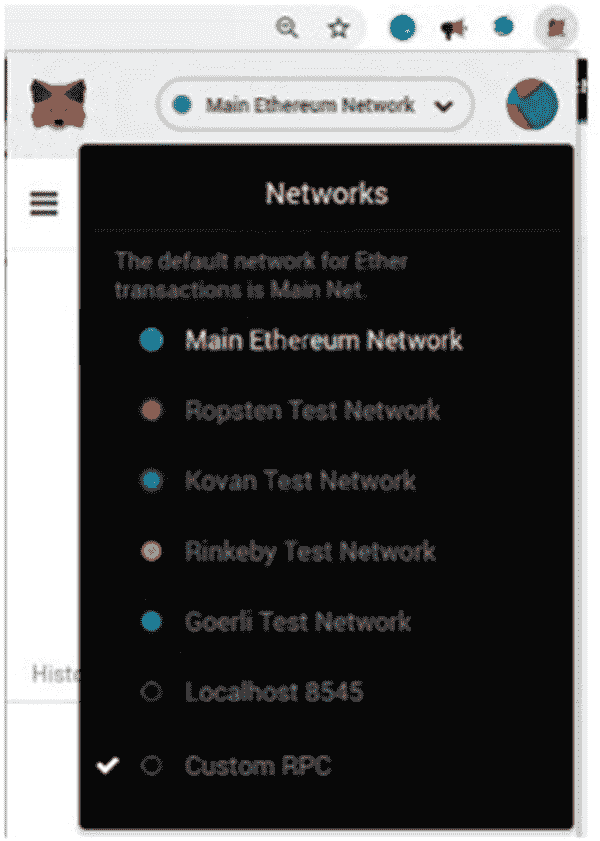 Main Ethereum Network
Networks
The default network for Ether
transactions is Main Net.
Main Ethereum Network
Ropsten Test Network
Kovan Test Network
Rinkeby Test Network
Goerli Test Network
Histo
Localhost 8545
Custom RPC